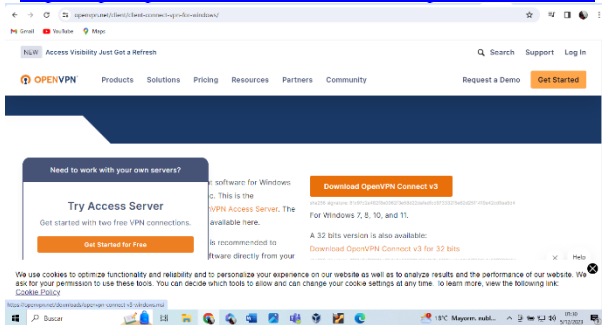 openvpn.net/client/client-connect-vpn-for-windows/
Gmail YouTube Maps
NEW Access Visibility Just Got a Refresh
Search Support Log In
OPENVPN Products Solutions Pricing Resources Partners Community Request a Demo Get Started
Need to work with your own servers?
Try Access Server
Get started with two free VPN connections.
Get Started for Free
software for Windows
c. This is the
VPN Access Server. The
available here.
is recommended to
ftware directly from your
Download OpenVPN Connect v3
For Windows 7, 8, 10, and 11.
A 32 bits version is also available:
Download OpenVPN Connect v3 for 32 bits
Help
We use cookies to optimize functionality and reliability and to personalize your experience on our website as well as to analyze results and the performance of our website. We
ask for your permission to use these tools. You can decide which tools to allow and can change your cookie settings at any time. To learn more, view the following link:
Cookie Policy
https://openvpn.net/downloads/openvpn-connect-v3-windows.msi
Buscar
18°C Mayorm. nubl...
5/12/2023